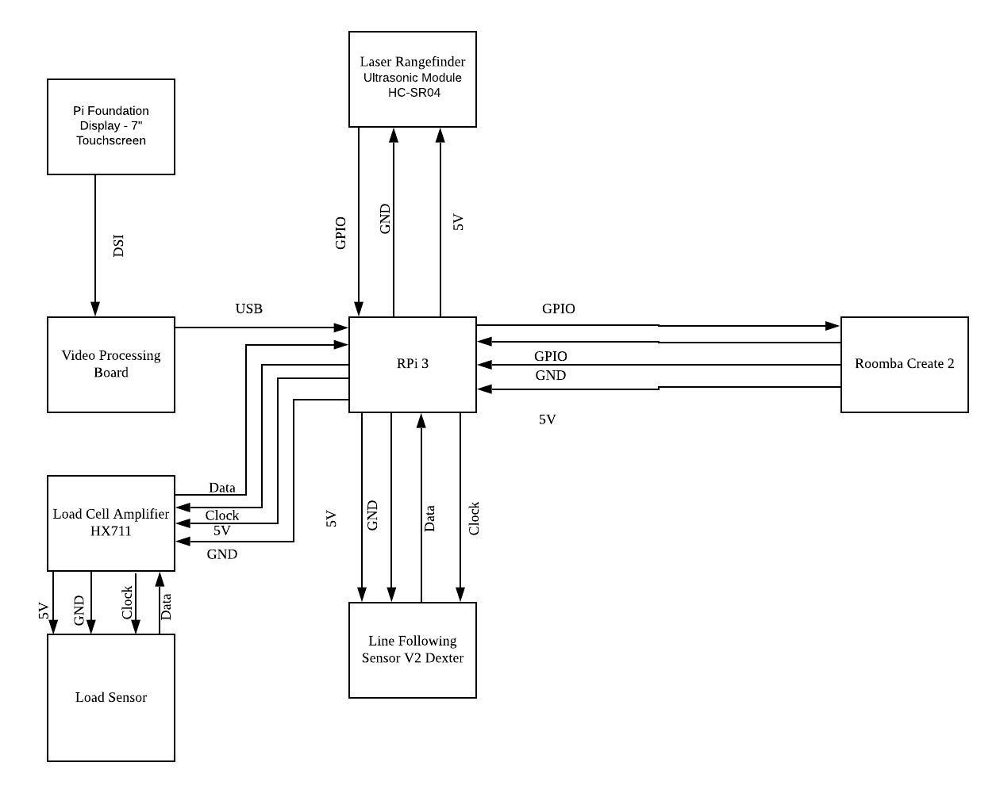 Laser Rangefinder
Ultrasonic Module
HC-SR04
Pi Foundation
Display - 7"
Touchscreen
GPIO
GND
5V
DSI
USB
GPIO
Video Processing
Board
RPi 3
GPIO
GND
5V
Roomba Create 2
Data
Clock
5V
GND
Load Cell Amplifier
HX711
5V
GND
Data
Clock
5V
GND
Clock
Data
Line Following
Sensor V2 Dexter
Load Sensor